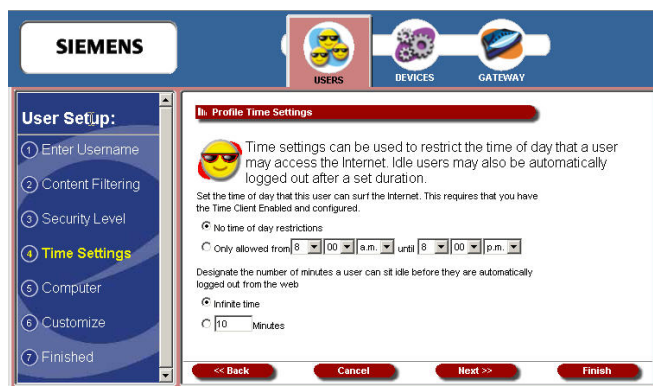 SIEMENS
USERS
DEVICES
GATEWAY
User Setup:
1 Enter Username
2 Content Filtering
3 Security Level
4 Time Settings
5 Computer
6 Customize
7 Finished
Profile Time Settings
Time settings can be used to restrict the time of day that a user
may access the Internet. Idle users may also be automatically
logged out after a set duration.
Set the time of day that this user can surf the Internet. This requires that you have
the Time Client Enabled and configured.
No time of day restrictions
Only allowed from 8 00 a.m. until 8 00 p.m.
Designate the number of minutes a user can sit idle before they are automatically
logged out from the web
Infinite time
10 Minutes
<< Back
Cancel
Next >>
Finish